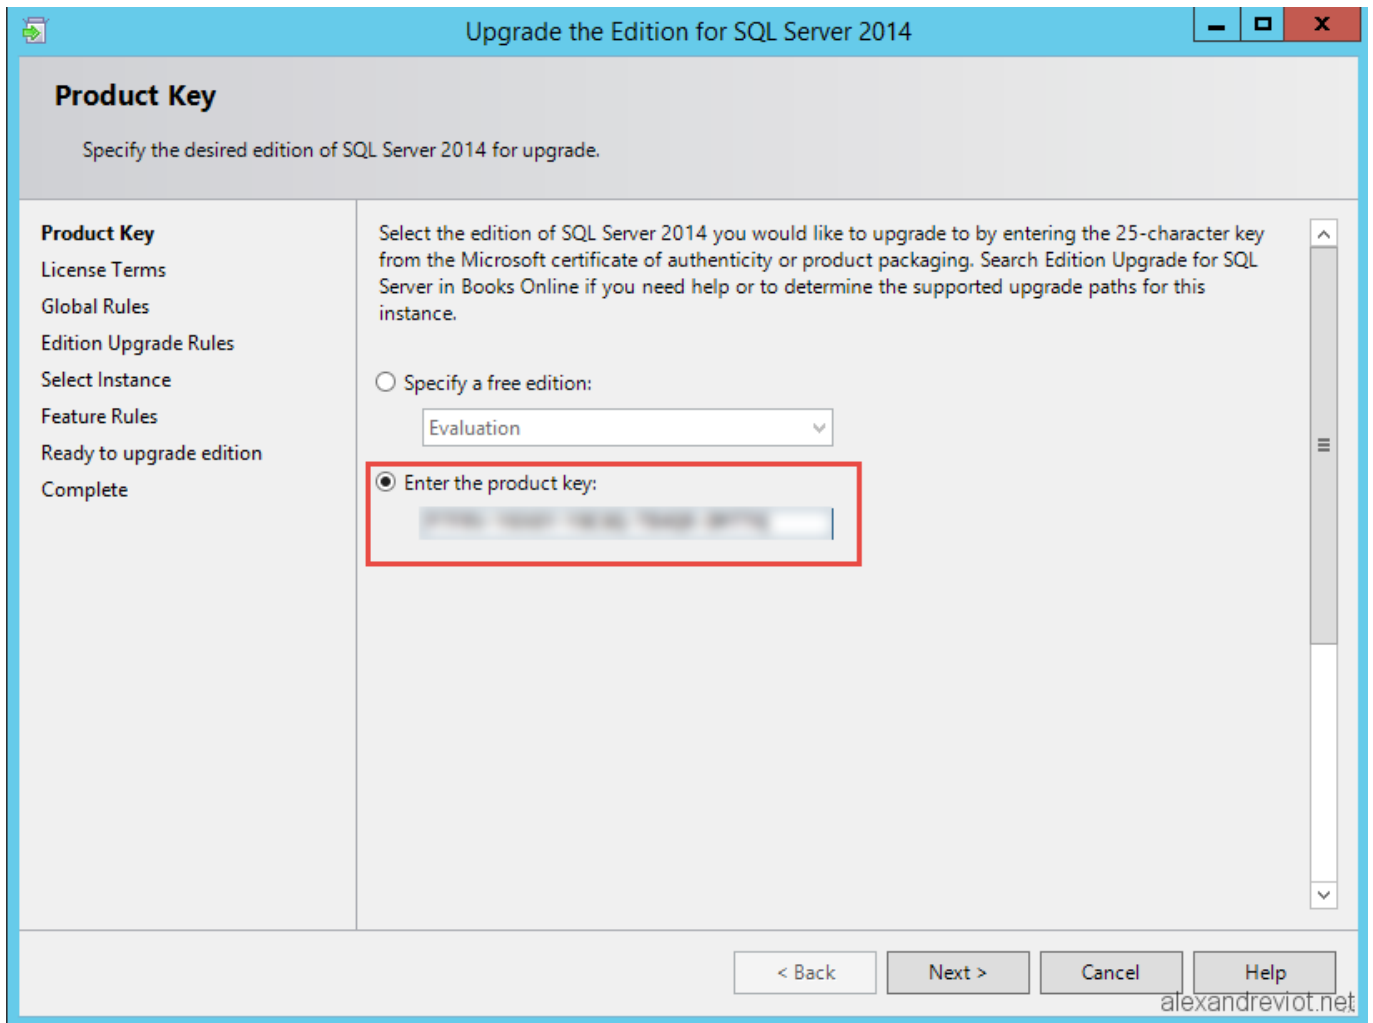 Upgrade the Edition for SQL Server 2014
Product Key
Specify the desired edition of SQL Server 2014 for upgrade.
Product Key
License Terms
Global Rules
Edition Upgrade Rules
Select Instance
Feature Rules
Ready to upgrade edition
Complete
Select the edition of SQL Server 2014 you would like to upgrade to by entering the 25-character key
from the Microsoft certificate of authenticity or product packaging. Search Edition Upgrade for SQL
Server in Books Online if you need help or to determine the supported upgrade paths for this
instance.
Specify a free edition:
Evaluation
Enter the product key:
< Back
Next >
Cancel
Help
alexandreviot.net